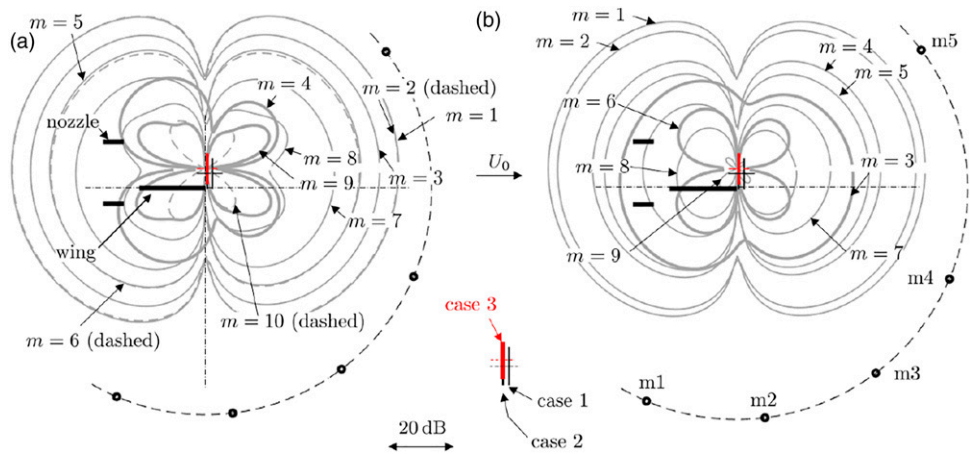 (a)
m = 5
nozzle
wing
m = 6 (dashed)
m = 4
m = 2 (dashed)
m = 1
m = 8
m = 9
m = 3
m = 7
m = 10 (dashed)
U0
(b)
m = 1
m = 2
m = 6
m = 8
m = 9
m = 4
m = 5
m = 3
m = 7
m5
m4
m3
m2
m1
case 3
case 1
case 2
20 dB